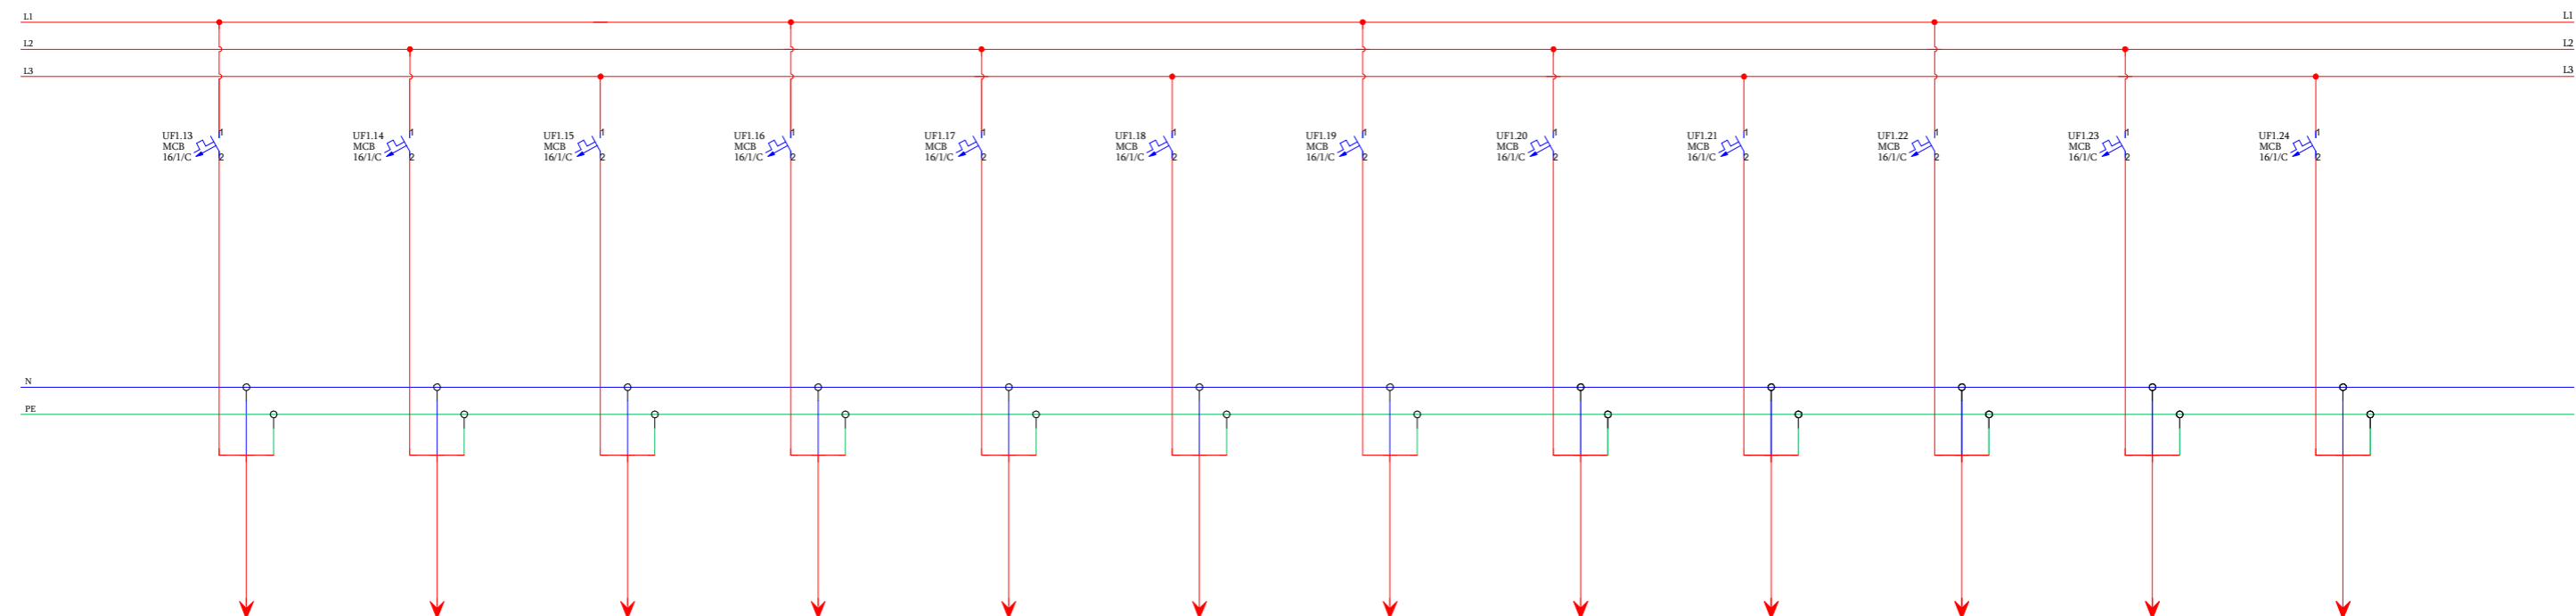 L1 L1
L2 L2
L3 L3
UF1.13
MCB
16/1/C
1
2
UF1.14
MCB
16/1/C
1
2
UF1.15
MCB
16/1/C
1
2
UF1.16
MCB
16/1/C
1
2
UF1.17
MCB
16/1/C
1
2
UF1.18
MCB
16/1/C
1
2
UF1.19
MCB
16/1/C
1
2
UF1.20
MCB
16/1/C
1
2
UF1.21
MCB
16/1/C
1
2
UF1.22
MCB
16/1/C
1
2
UF1.23
MCB
16/1/C
1
2
UF1.24
MCB
16/1/C
1
2
N
PE